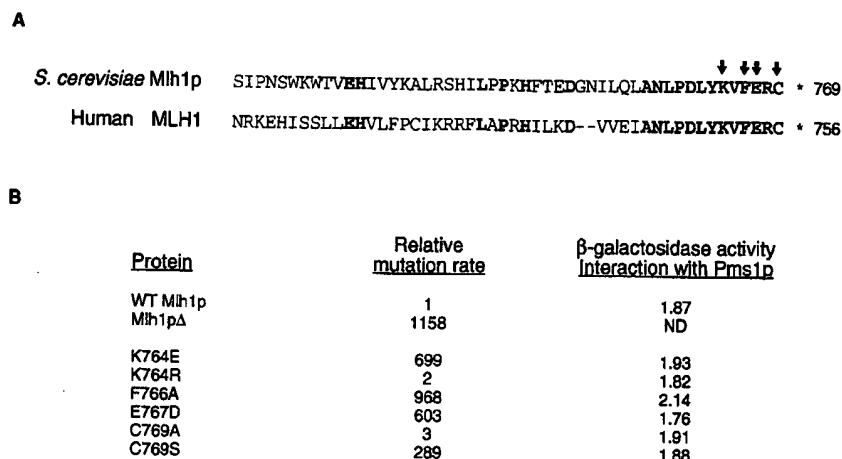 A
S. cerevisiae Mlh1p SIPNSWKWTVEHIVYKALRSHILPPKHFTEDGNILQLANLPDLYKVFERC * 769
Human MLH1 NRKEHISSLLEHVLFPCIKRRFLAPRHILKD--VVEIANLPDLYKVFERC * 756
B
Protein Relative mutation rate β-galactosidase activity Interaction with Pms1p
WT Mlh1p 1 1.87
Mlh1pΔ 1158 ND
K764E 699 1.93
K764R 2 1.82
F766A 968 2.14
E767D 603 1.76
C769A 3 1.91
C769S 289 1.88